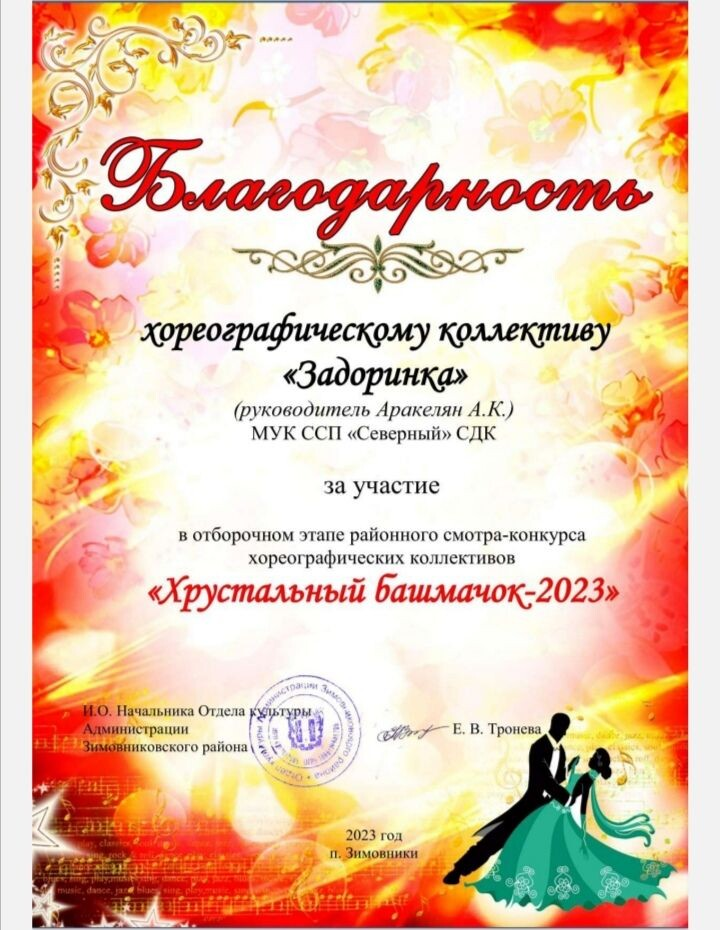 Благодарность
хореографическому коллективу
«Задоринка»
(руководитель Аракелян А.К.)
МУК ССП «Северный» СДК
за участие
в отборочном этапе районного смотра-конкурса
хореографических коллективов
«Хрустальный башмачок-2023»
И.О. Начальника Отдела культуры
Администрации
Зимовниковского района
Е. В. Тронева
2023 год
п. Зимовники